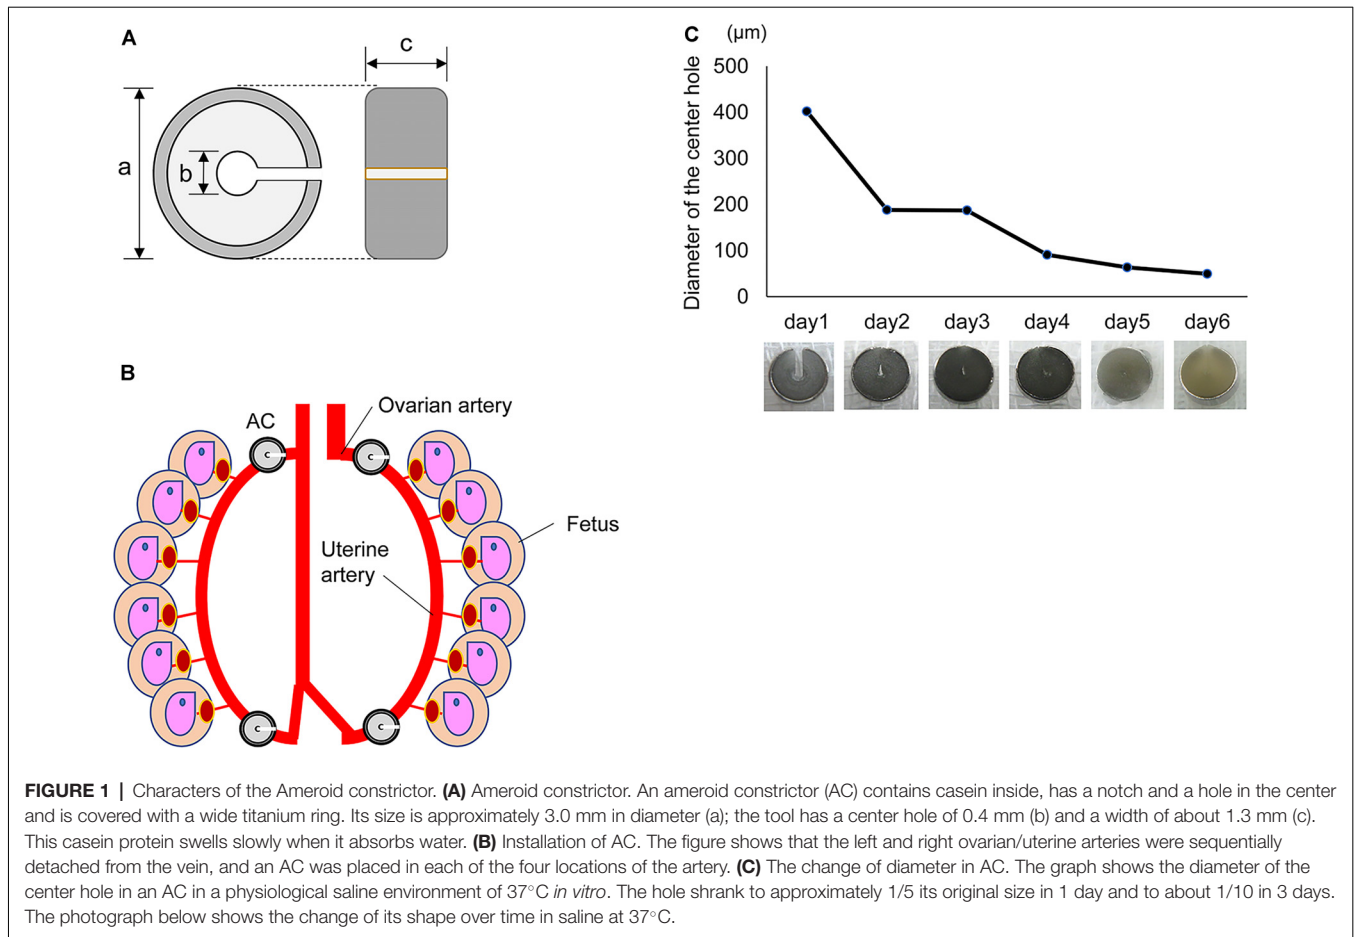 A
c
a
b
B
AC
Ovarian artery
c
c
Fetus
Uterine
artery
c
c
C (μm)
Diameter of the center hole
500
400
300
200
100
0
day1 day2 day3 day4 day5 day6
FIGURE 1 | Characters of the Ameroid constrictor. (A) Ameroid constrictor. An ameroid constrictor (AC) contains casein inside, has a notch and a hole in the center
and is covered with a wide titanium ring. Its size is approximately 3.0 mm in diameter (a); the tool has a center hole of 0.4 mm (b) and a width of about 1.3 mm (c).
This casein protein swells slowly when it absorbs water. (B) Installation of AC. The figure shows that the left and right ovarian/uterine arteries were sequentially
detached from the vein, and an AC was placed in each of the four locations of the artery. (C) The change of diameter in AC. The graph shows the diameter of the
center hole in an AC in a physiological saline environment of 37°C in vitro. The hole shrank to approximately 1/5 its original size in 1 day and to about 1/10 in 3 days.
The photograph below shows the change of its shape over time in saline at 37°C.